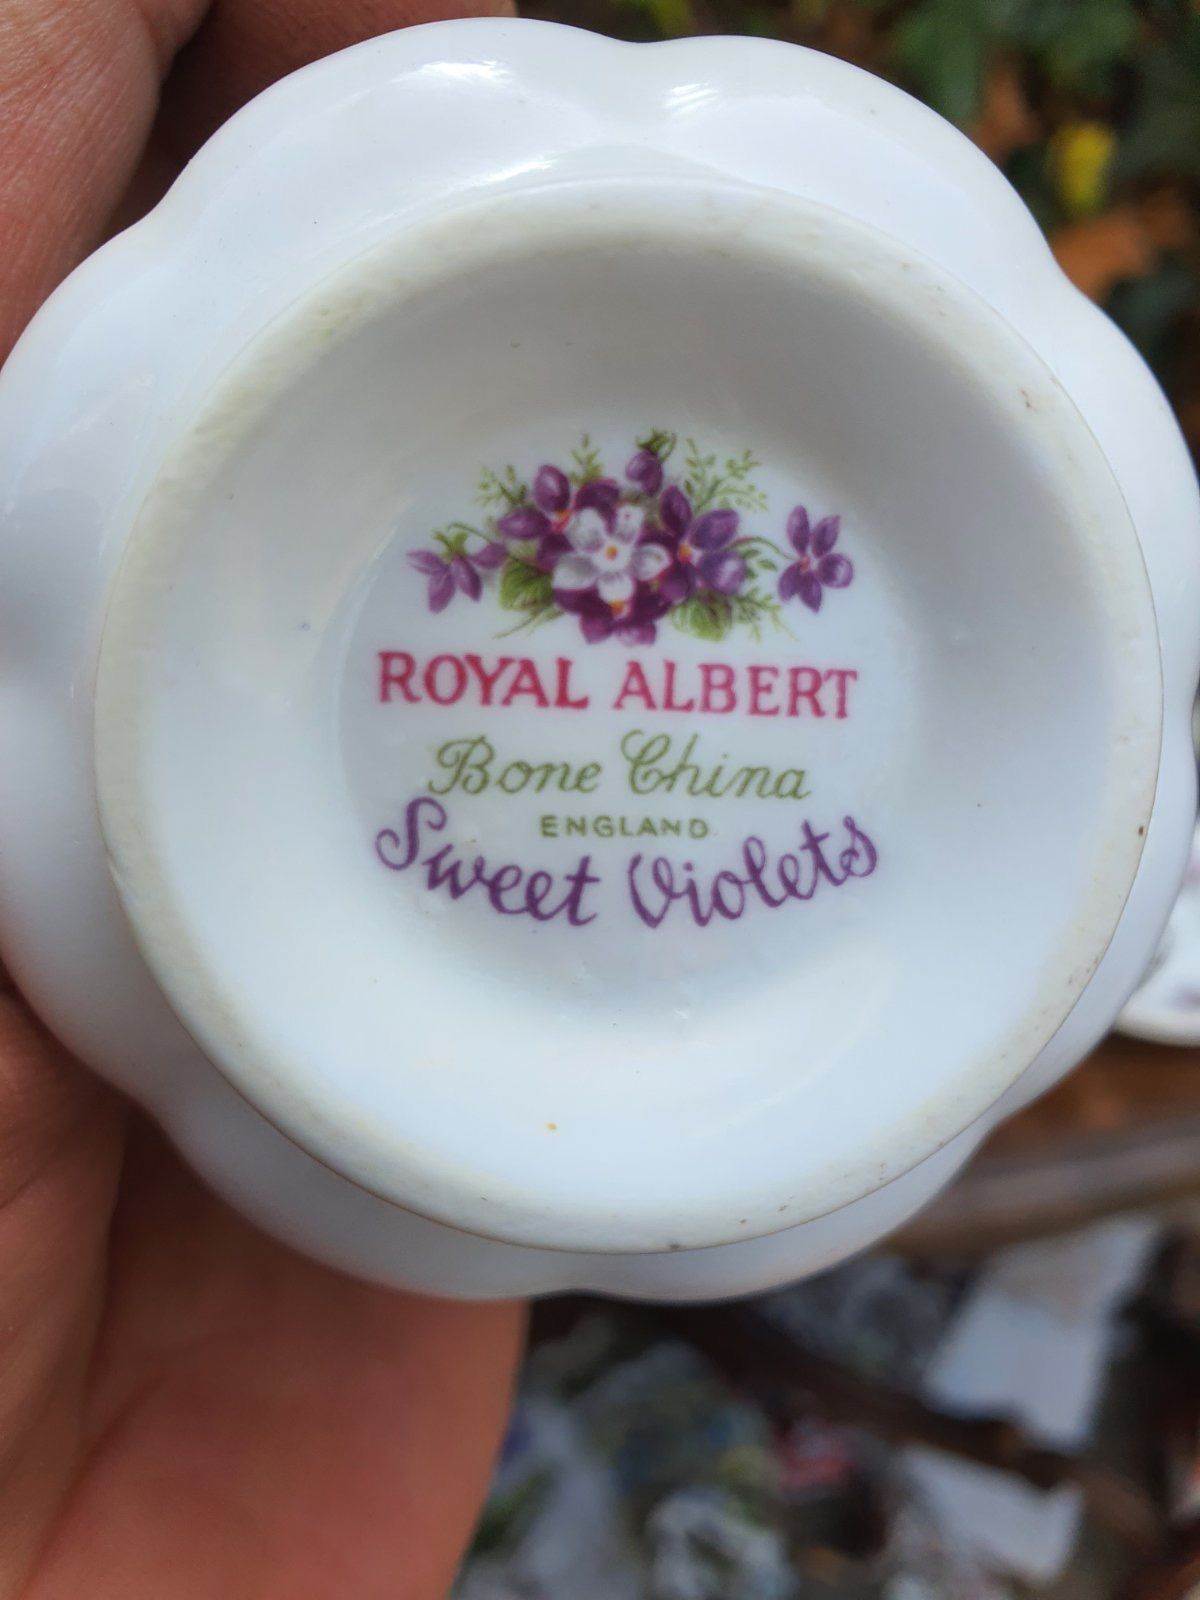 ROYAL ALBERT
Bone China
ENGLAND
Sweet Violets